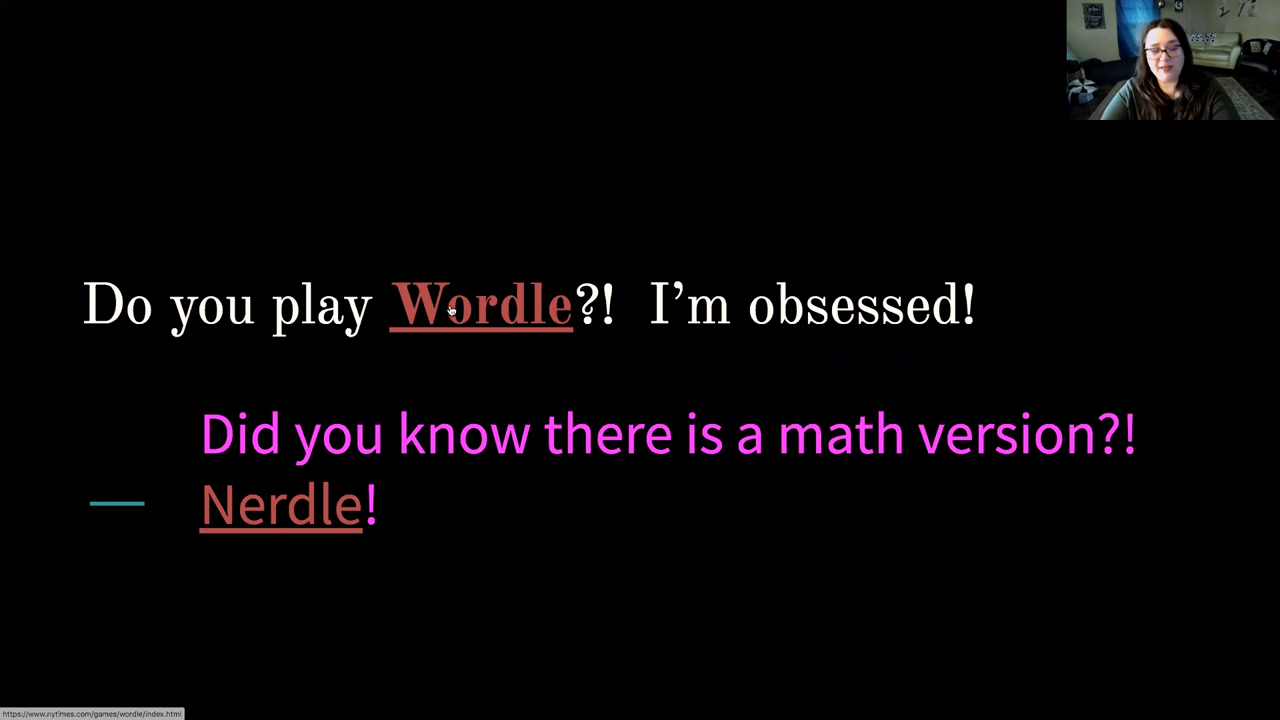 Do you play Wordle?! I’m obsessed!
Did you know there is a math version?!
Nerdle!
https://www.nytimes.com/games/wordle/index.html